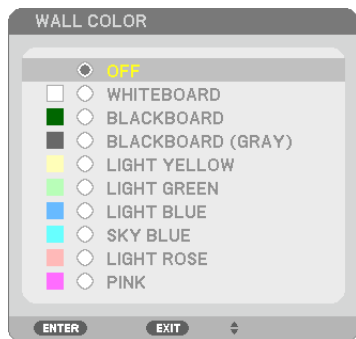 WALL COLOR
OFF
WHITEBOARD
BLACKBOARD
BLACKBOARD (GRAY)
LIGHT YELLOW
LIGHT GREEN
LIGHT BLUE
SKY BLUE
LIGHT ROSE
PINK
ENTER EXIT